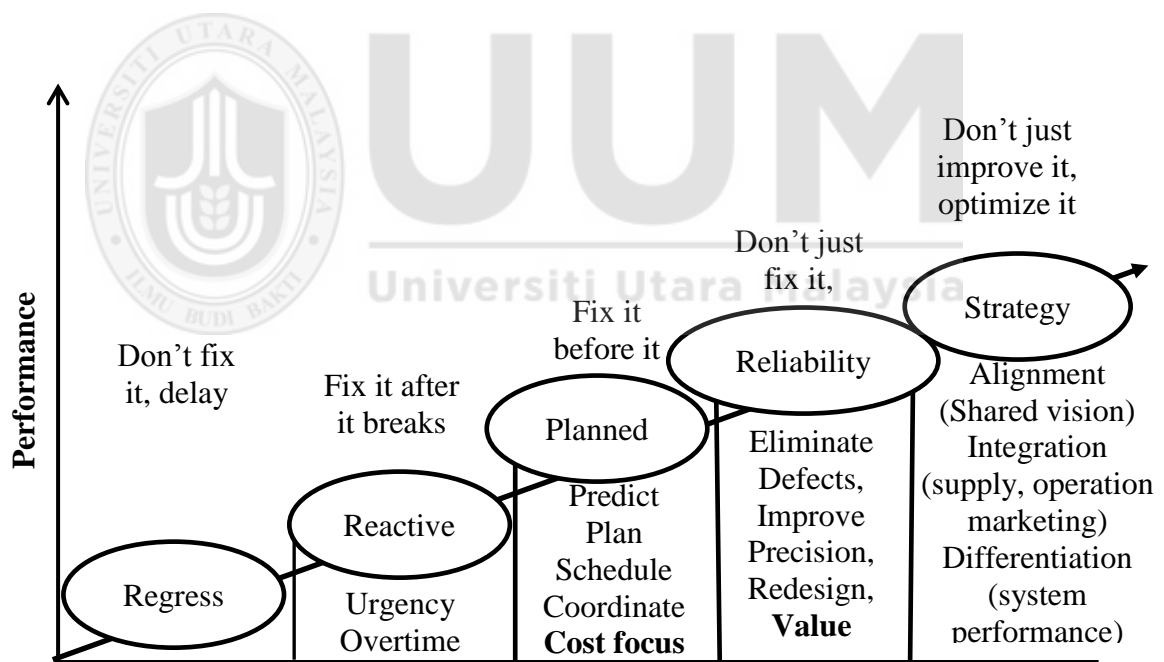 UNIVERSITI UTARA MALAYSIA
ILMU BUDI BAKTI
UUM
Universiti Utara Malaysia
Performance
Don’t fix
it, delay
Regress
Fix it after
it breaks
Reactive
Urgency
Overtime
Fix it
before it
Planned
Predict
Plan
Schedule
Coordinate
Cost focus
Don’t just
fix it,
Reliability
Eliminate
Defects,
Improve
Precision,
Redesign,
Value
Don’t just
improve it,
optimize it
Strategy
Alignment
(Shared vision)
Integration
(supply, operation
marketing)
Differentiation
(system
performance)